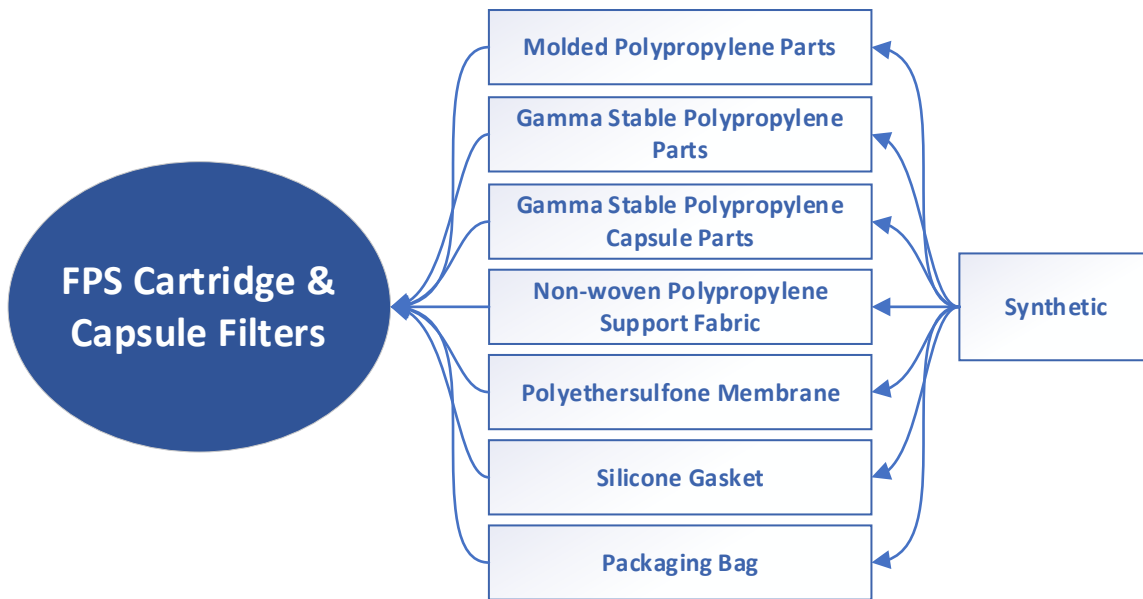 Molded Polypropylene Parts
Gamma Stable Polypropylene
Parts
Gamma Stable Polypropylene
Capsule Parts
FPS Cartridge &
Capsule Filters
Non-woven Polypropylene
Support Fabric
Synthetic
Polyethersulfone Membrane
Silicone Gasket
Packaging Bag